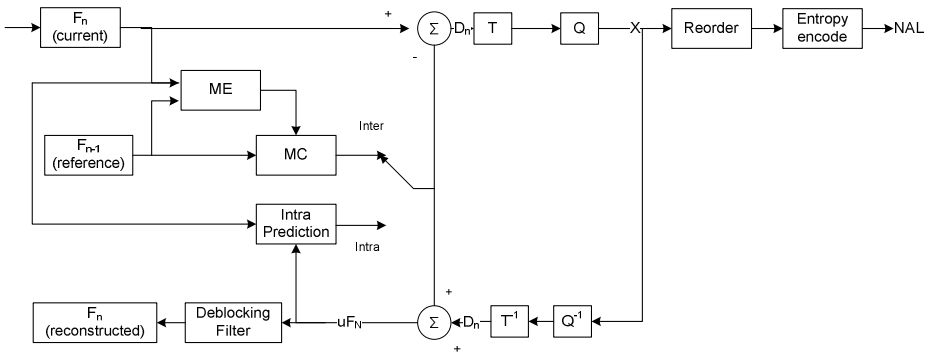 Fn
(current)
+
Σ
Dn
T
Q
X
Reorder
Entropy
encode
NAL
-
ME
Inter
Fn-1
(reference)
MC
Intra
Prediction
Intra
+
Fn
(reconstructed)
Deblocking
Filter
uFN
Σ
Dn
T-1
Q-1
+